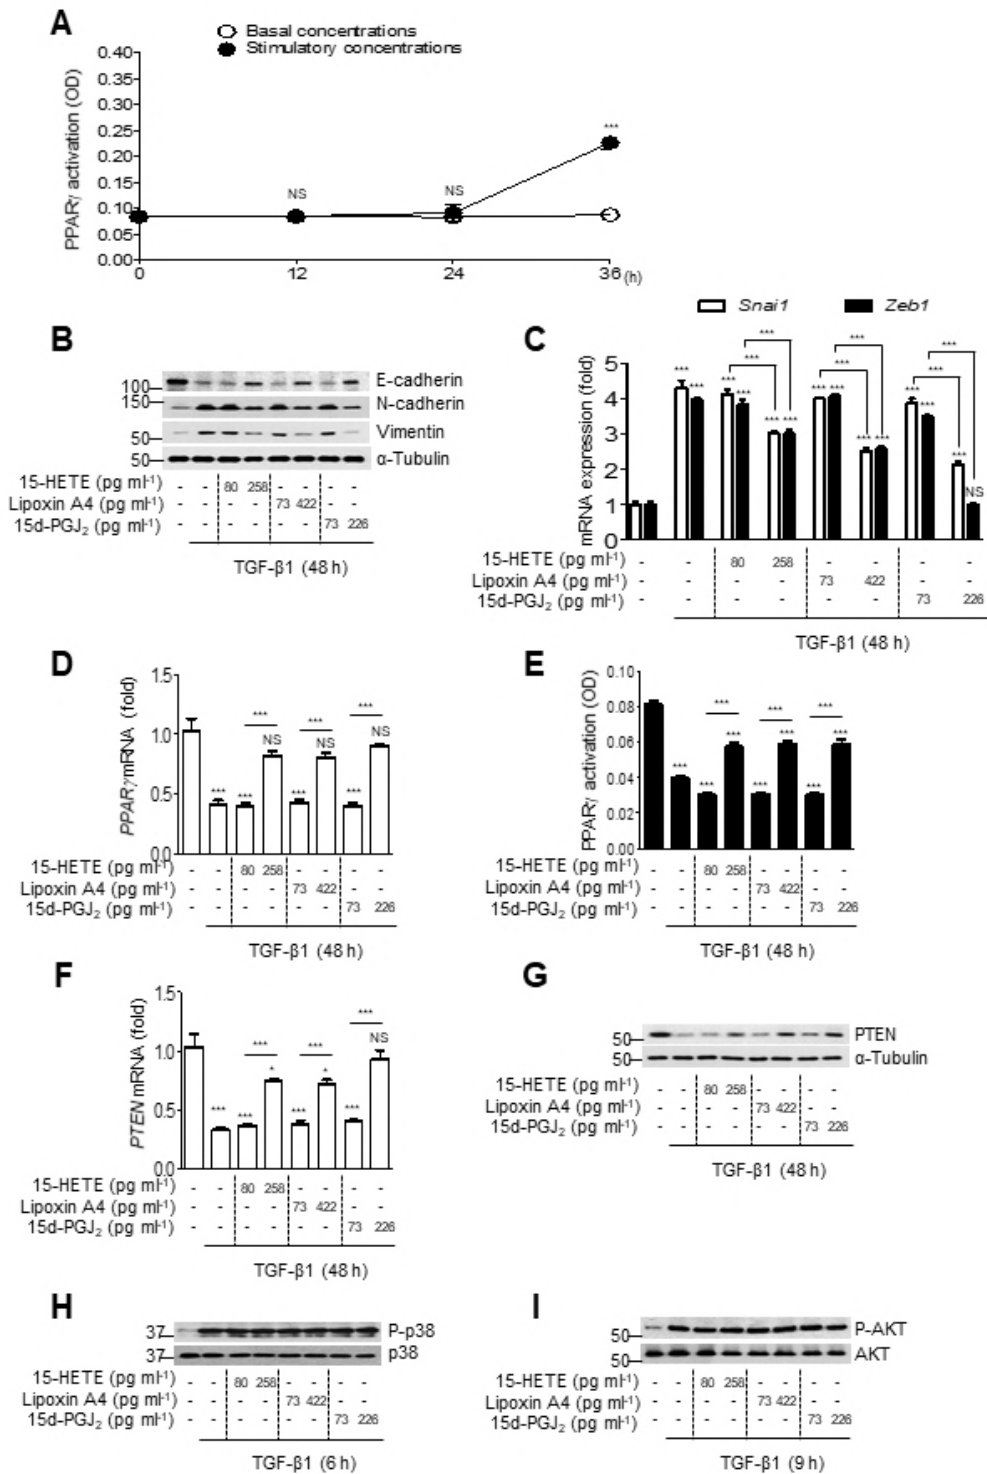 A
Basal concentrations
Stimulatory concentrations
PPARγ activation (OD)
0.40
0.35
0.30
0.25
0.20
0.15
0.10
0.05
0.00
NS
NS
***
0
12
24
36 (h)
B
100
150
50
50
E-cadherin
N-cadherin
Vimentin
α-Tubulin
15-HETE (pg ml-1) - - 80 258 - - - -
Lipoxin A4 (pg ml-1) - - - - 73 422 - -
15d-PGJ2 (pg ml-1) - - - - - - 73 226
TGF-β1 (48 h)
C
Snai1
Zeb1
mRNA expression (fold)
5
4
3
2
1
0
*** *** *** *** *** *** *** *** *** *** *** *** *** NS
*** *** *** *** *** ***
15-HETE (pg ml-1) - - 80 258 - - - -
Lipoxin A4 (pg ml-1) - - - - 73 422 - -
15d-PGJ2 (pg ml-1) - - - - - - 73 226
TGF-β1 (48 h)
D
PPARγ mRNA (fold)
1.5
1.0
0.5
0.0
*** *** ***
*** *** NS *** NS *** NS
15-HETE (pg ml-1) - - 80 258 - - - -
Lipoxin A4 (pg ml-1) - - - - 73 422 - -
15d-PGJ2 (pg ml-1) - - - - - - 73 226
TGF-β1 (48 h)
E
PPARγ activation (OD)
0.10
0.08
0.06
0.04
0.02
0.00
*** *** ***
*** *** *** *** *** *** ***
15-HETE (pg ml-1) - - 80 258 - - - -
Lipoxin A4 (pg ml-1) - - - - 73 422 - -
15d-PGJ2 (pg ml-1) - - - - - - 73 226
TGF-β1 (48 h)
F
PTEN mRNA (fold)
1.5
1.0
0.5
0.0
*** *** ***
*** *** * *** * *** NS
15-HETE (pg ml-1) - - 80 258 - - - -
Lipoxin A4 (pg ml-1) - - - - 73 422 - -
15d-PGJ2 (pg ml-1) - - - - - - 73 226
TGF-β1 (48 h)
G
50
50
PTEN
α-Tubulin
15-HETE (pg ml-1) - - 80 258 - - - -
Lipoxin A4 (pg ml-1) - - - - 73 422 - -
15d-PGJ2 (pg ml-1) - - - - - - 73 226
TGF-β1 (48 h)
H
37
37
P-p38
p38
15-HETE (pg ml-1) - - 80 258 - - - -
Lipoxin A4 (pg ml-1) - - - - 73 422 - -
15d-PGJ2 (pg ml-1) - - - - - - 73 226
TGF-β1 (6 h)
I
50
50
P-AKT
AKT
15-HETE (pg ml-1) - - 80 258 - - - -
Lipoxin A4 (pg ml-1) - - - - 73 422 - -
15d-PGJ2 (pg ml-1) - - - - - - 73 226
TGF-β1 (9 h)